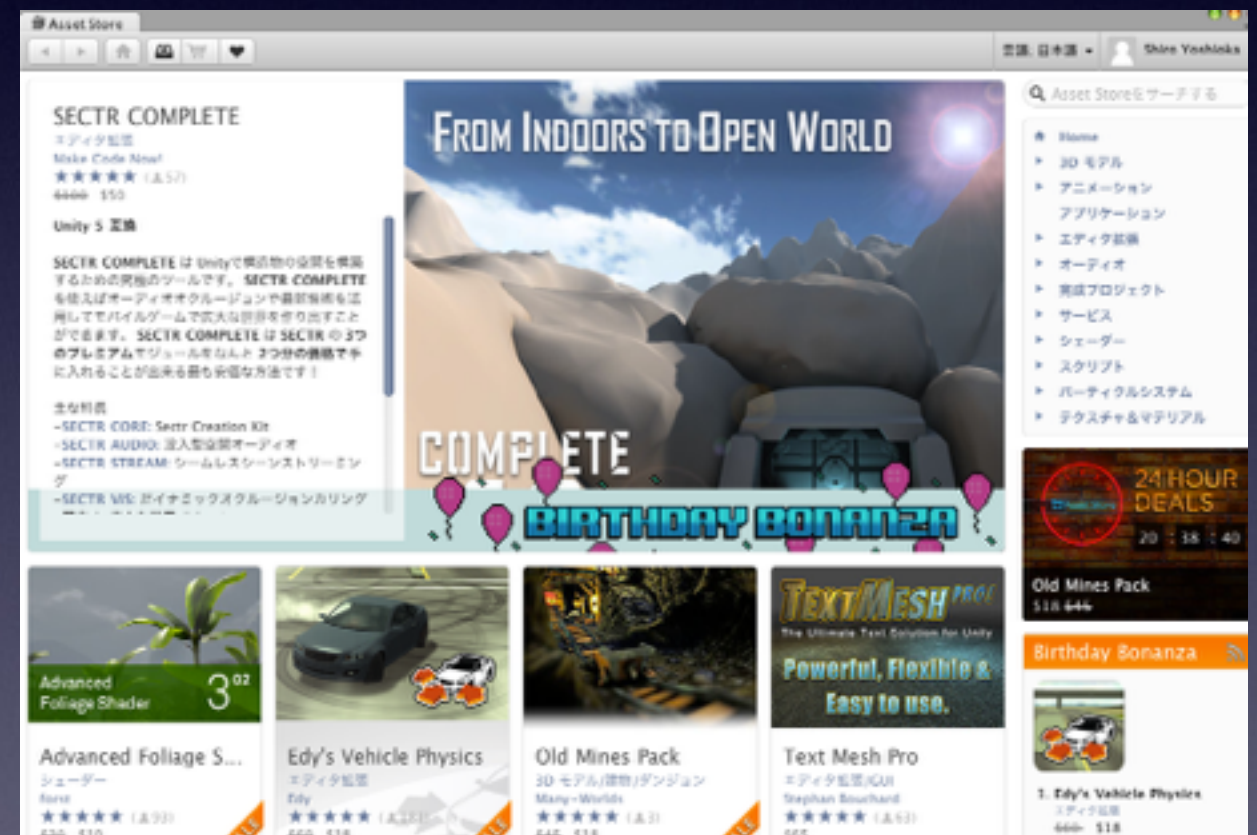 Asset Store
言語: 日本語
Shiro Yoshioka
Asset Storeをサーチする
SECTR COMPLETE
エディタ拡張
Make Code Now!
★★★★★ (57)
$100 $50
Unity 5 互換
SECTR COMPLETE は Unityで構造物の空間を構築
するための究極のツールです。 SECTR COMPLETE
を使えばオーディオオクルージョンや最新技術を活
用してモバイルゲームで広大な世界を作り出すこと
ができます。 SECTR COMPLETE は SECTR の 3つ
のプレミアムモジュールをなんと 2つ分の価格で手
に入れることが出来る最も安価な方法です！
主な特長
-SECTR CORE: Sectr Creation Kit
-SECTR AUDIO: 没入型空間オーディオ
-SECTR STREAM: シームレスシーンストリーミン
グ
-SECTR VIS: ダイナミックオクルージョンカリング
FROM INDOORS TO OPEN WORLD
COMPLETE
BIRTHDAY BONANZA
Home
3D モデル
アニメーション
アプリケーション
エディタ拡張
オーディオ
完成プロジェクト
サービス
シェーダー
スクリプト
パーティクルシステム
テクスチャ&マテリアル
24 HOUR
DEALS
20 : 38 : 40
Old Mines Pack
$18 $45
Advanced
Foliage Shader
3.02
Advanced Foliage S...
シェーダー
forst
★★★★★ (93)
$20 $10
Edy's Vehicle Physics
エディタ拡張
Edy
★★★★★
$60 $18
SALE
Old Mines Pack
3D モデル/建物/ダンジョン
Many-Worlds
★★★★★ (3)
$45 $18
SALE
TEXTMESH PRO!
The Ultimate Text Solution for Unity
Powerful, Flexible &
Easy to use.
Text Mesh Pro
エディタ拡張/GUI
Stephan Bouchard
★★★★★ (63)
$65
Birthday Bonanza
1. Edy's Vehicle Physics
エディタ拡張
$60 $18